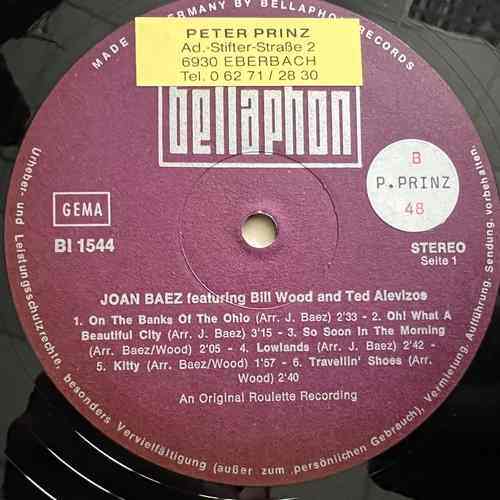 MADE IN GERMANY BY BELLAPHON RECORDS
PETER PRINZ
Ad.-Stifter-Straße 2
6930 EBERBACH
Tel. 0 62 71 / 28 30
bellaphon
B
P.PRINZ
48
GEMA
BI 1544
STEREO
Seite 1
JOAN BAEZ featuring Bill Wood and Ted Alevizos
1. On The Banks Of The Ohio (Arr. J. Baez) 2'33 - 2. Oh! What A
Beautiful City (Arr. J. Baez) 3'15 - 3. So Soon In The Morning
(Arr. Baez/Wood) 2'05 - 4. Lowlands (Arr. J. Baez) 2'42 -
5. Kitty (Arr. Baez/Wood) 1'57 - 6. Travellin' Shoes (Arr.
Wood) 2'40
An Original Roulette Recording
Urheber- und Leistungsschutzrechte, besonders Vervielfältigung (außer zum persönlichen Gebrauch), Vermietung, Aufführung, Sendung, vorbehalten.